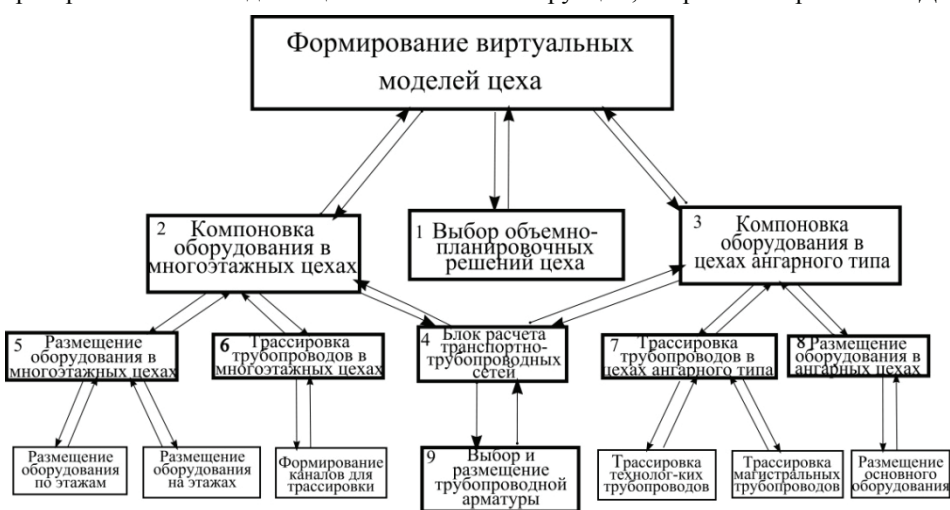 Формирование виртуальных
моделей цеха
2 Компоновка
оборудования в
многоэтажных цехах
1 Выбор объемно-
планировочных
решений цеха
3 Компоновка
оборудования в
цехах ангарного типа
5 Размещение
оборудования в
многоэтажных цехах
6 Трассировка
трубопроводов в
многоэтажных цехах
4 Блок расчета
транспортно-
трубопроводных
сетей
7 Трассировка
трубопроводов в
цехах ангарного типа
8 Размещение
оборудования в
ангарных цехах
Размещение
оборудования
по этажам
Размещение
оборудования
на этажах
Формирование
каналов для
трассировки
9 Выбор и
размещение
трубопроводной
арматуры
Трассировка
технолог-ких
трубопроводов
Трассировка
магистральных
трубопроводов
Размещение
основного
оборудования